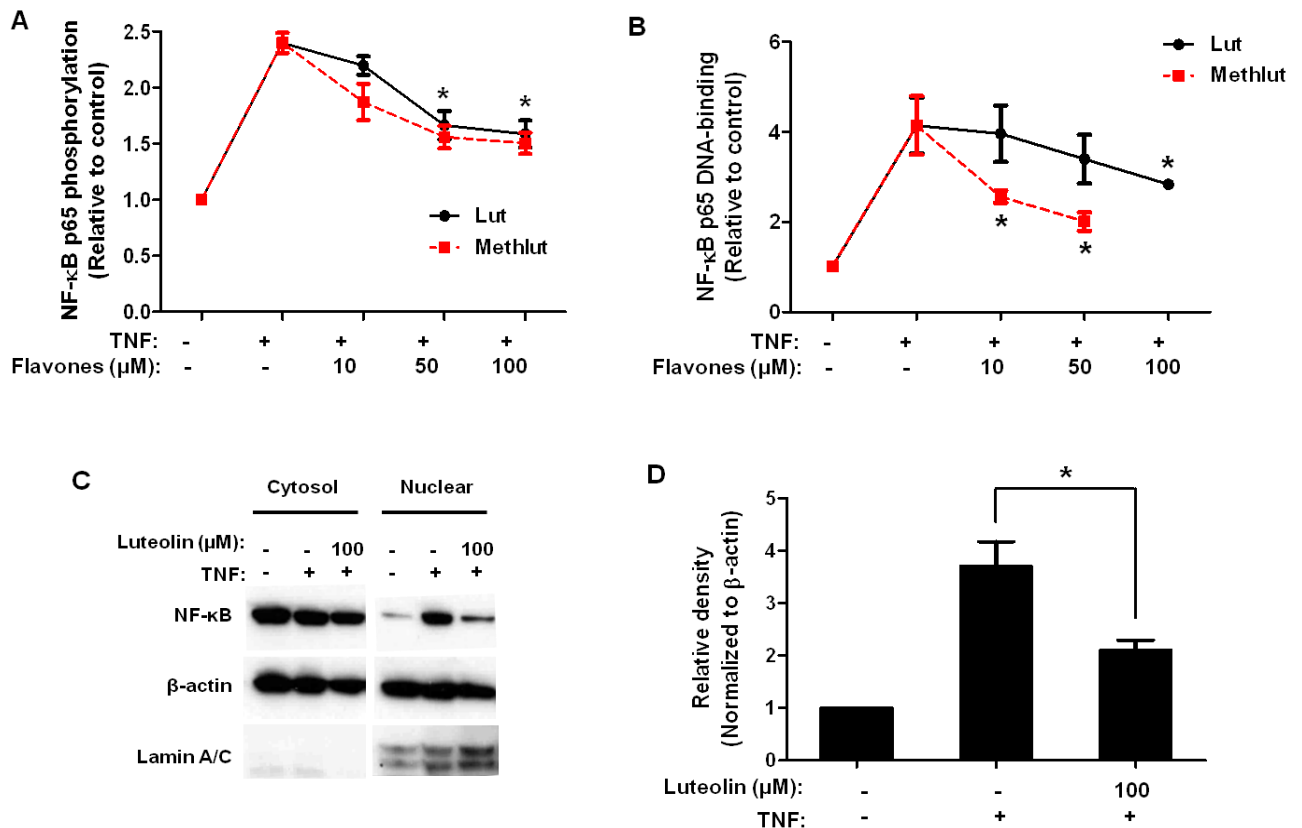 A
NF-κB p65 phosphorylation
(Relative to control)
2.5
2.0
1.5
1.0
0.5
0.0
*
*
Lut
Methlut
TNF: - + + + +
Flavones (µM): - - 10 50 100
B
NF-κB p65 DNA-binding
(Relative to control)
6
4
2
0
Lut
Methlut
*
*
*
TNF: - + + + +
Flavones (µM): - - 10 50 100
C
Cytosol Nuclear
Luteolin (µM): - - 100 - - 100
TNF: - + + - + +
NF-κB
β-actin
Lamin A/C
D
Relative density
(Normalized to β-actin)
5
4
3
2
1
0
*
Luteolin (µM): - - 100
TNF: - + +